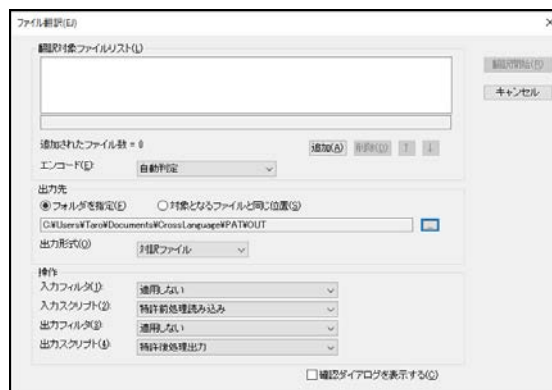 ファイル翻訳(EJ)
翻訳対象ファイルリスト(L)
翻訳開始(R)
キャンセル
追加されたファイル数 = 0
追加(A) 削除(D) ↑ ↓
エンコード(E): 自動判定
出力先
フォルダを指定(F) 対象となるファイルと同じ位置(S)
C:¥Users¥Taro¥Documents¥CrossLanguage¥PAT¥OUT ...
出力形式(O) 対訳ファイル
操作
入力フィルタ(1): 適用しない
入力スクリプト(2): 特許前処理読み込み
出力フィルタ(3): 適用しない
出力スクリプト(4): 特許後処理出力
確認ダイアログを表示する(C)